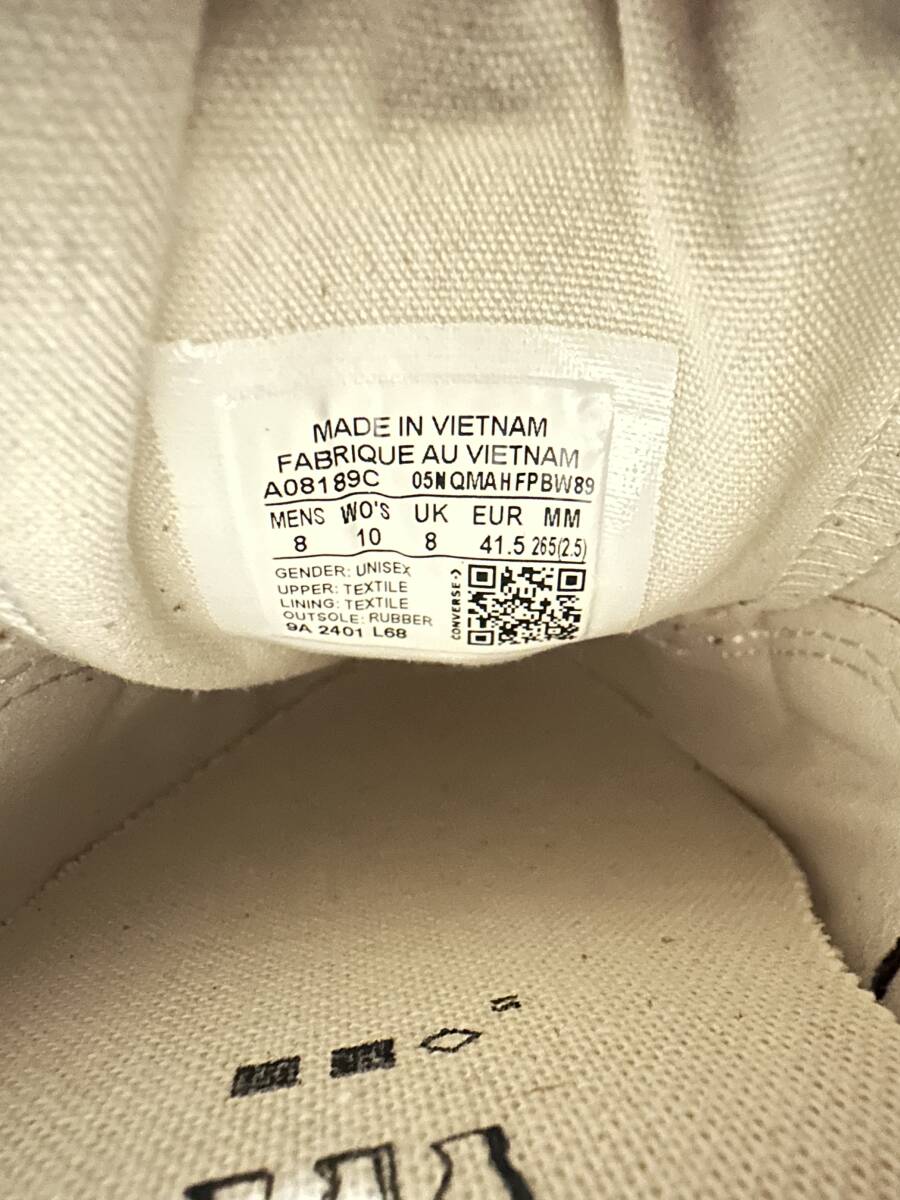 MADE IN VIETNAM
FABRIQUE AU VIETNAM
A08189C 05NQMAHFPBW89
MENS WO'S UK EUR MM
8 10 8 41.5 265(2.5)
GENDER: UNISEX
UPPER: TEXTILE
LINING: TEXTILE
OUTSOLE: RUBBER
9A 2401 L68
CONVERSE